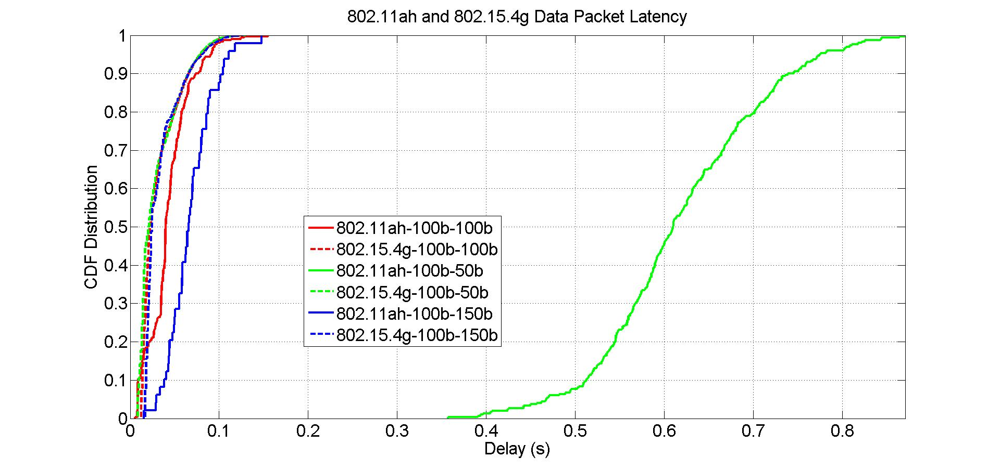 802.11ah and 802.15.4g Data Packet Latency
1
0.9
0.8
0.7
0.6
0.5
0.4
0.3
0.2
0.1
0
CDF Distribution
802.11ah-100b-100b
802.15.4g-100b-100b
802.11ah-100b-50b
802.15.4g-100b-50b
802.11ah-100b-150b
802.15.4g-100b-150b
0 0.1 0.2 0.3 0.4 0.5 0.6 0.7 0.8
Delay (s)